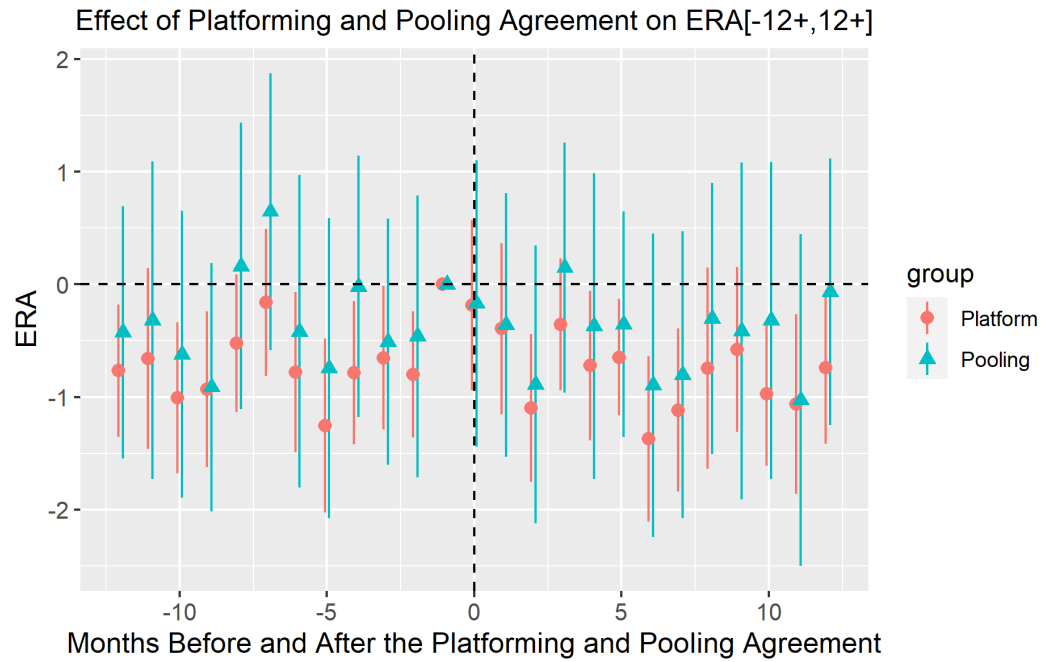 Effect of Platforming and Pooling Agreement on ERA[-12+,12+]
2
1
0
-1
-2
ERA
-10
-5
0
5
10
Months Before and After the Platforming and Pooling Agreement
group
Platform
Pooling